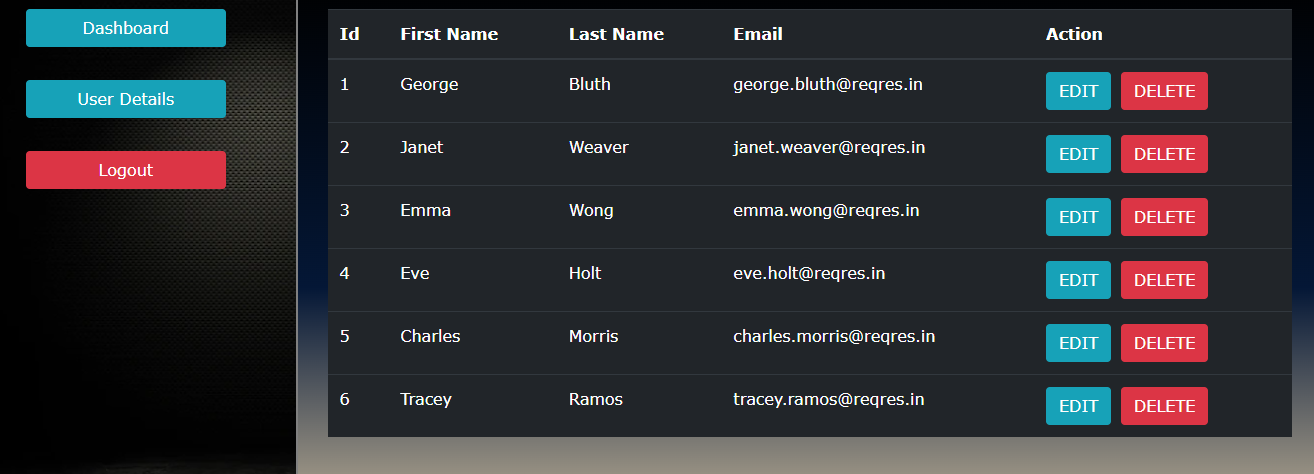 Dashboard
User Details
Logout
Id First Name Last Name Email Action
1 George Bluth george.bluth@reqres.in EDIT DELETE
2 Janet Weaver janet.weaver@reqres.in EDIT DELETE
3 Emma Wong emma.wong@reqres.in EDIT DELETE
4 Eve Holt eve.holt@reqres.in EDIT DELETE
5 Charles Morris charles.morris@reqres.in EDIT DELETE
6 Tracey Ramos tracey.ramos@reqres.in EDIT DELETE